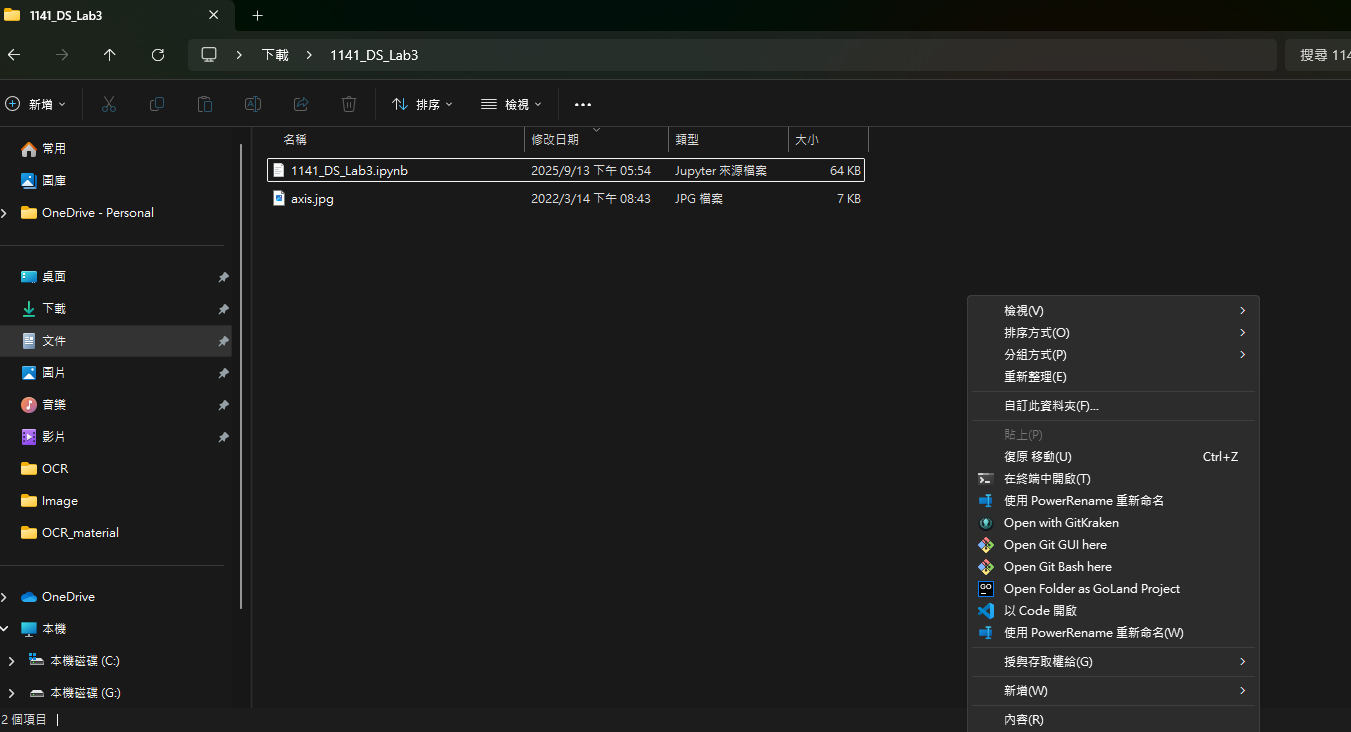 1141_DS_Lab3
下載 1141_DS_Lab3 搜尋 114
新增 排序 檢視
名稱 修改日期 類型 大小
1141_DS_Lab3.ipynb 2025/9/13 下午 05:54 Jupyter 來源檔案 64 KB
axis.jpg 2022/3/14 下午 08:43 JPG 檔案 7 KB
常用
圖庫
OneDrive - Personal
桌面
下載
文件
圖片
音樂
影片
OCR
Image
OCR_material
OneDrive
本機
本機磁碟 (C:)
本機磁碟 (G:)
2 個項目
檢視(V)
排序方式(O)
分組方式(P)
重新整理(E)
自訂此資料夾(F)...
貼上(P)
復原 移動(U) Ctrl+Z
在終端中開啟(T)
使用 PowerRename 重新命名
Open with GitKraken
Open Git GUI here
Open Git Bash here
GO Open Folder as GoLand Project
以 Code 開啟
使用 PowerRename 重新命名(W)
授與存取權給(G)
新增(W)
內容(R)